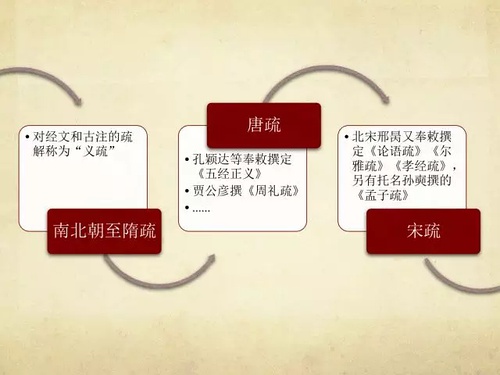 • 对经文和古注的疏
解称为“义疏”
南北朝至隋疏
唐疏
• 孔颖达等奉敕撰定
《五经正义》
• 贾公彦撰《周礼疏》
• ......
• 北宋邢昺又奉敕撰
定《论语疏》《尔
雅疏》《孝经疏》，
另有托名孙奭撰的
《孟子疏》
宋疏